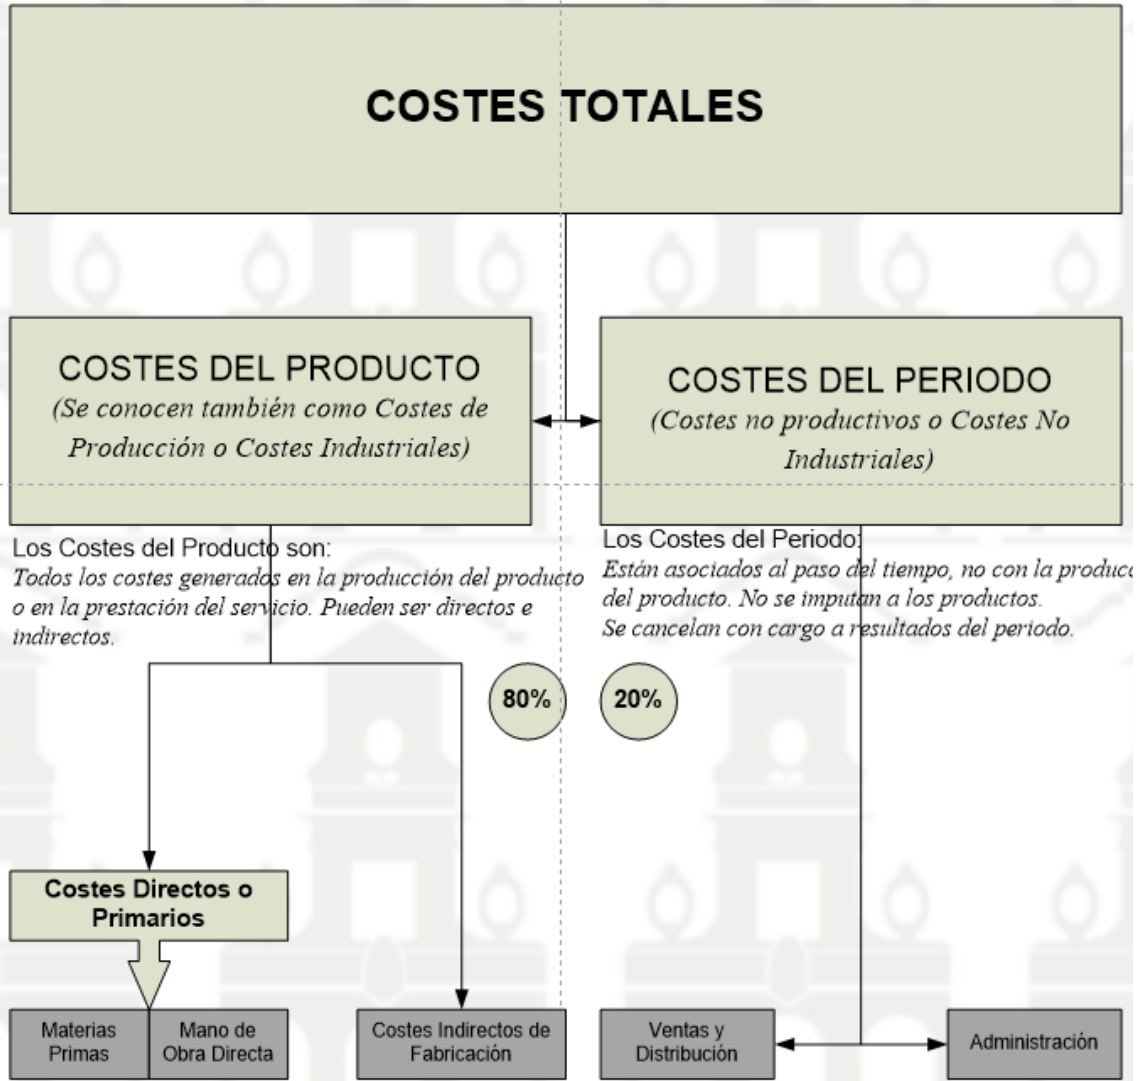 COSTES TOTALES
COSTES DEL PRODUCTO
(Se conocen también como Costes de
Producción o Costes Industriales)
COSTES DEL PERIODO
(Costes no productivos o Costes No
Industriales)
Los Costes del Producto son:
Todos los costes generados en la producción del producto
o en la prestación del servicio. Pueden ser directos e
indirectos.
Los Costes del Periodo:
Están asociados al paso del tiempo, no con la producc
del producto. No se imputan a los productos.
Se cancelan con cargo a resultados del periodo.
80%
20%
Costes Directos o
Primarios
Materias
Primas
Mano de
Obra Directa
Costes Indirectos de
Fabricación
Ventas y
Distribución
Administración